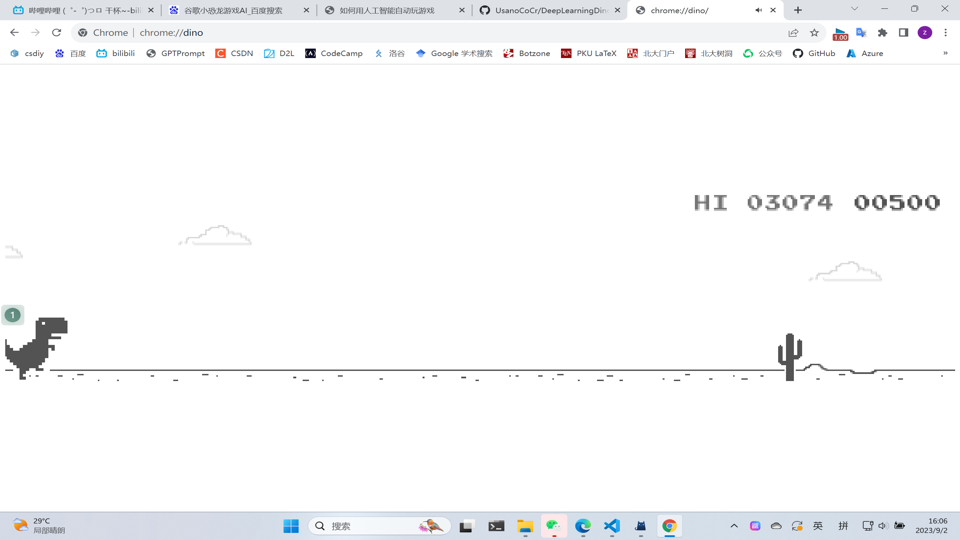 哔哩哔哩 (゜-゜)つロ 干杯~-bili
谷歌小恐龙游戏AI_百度搜索
如何用人工智能自动玩游戏
UsanoCoCr/DeepLearningDin
chrome://dino/
Chrome | chrome://dino
1.00
z
csdiy
百度
bilibili
GPTPrompt
CSDN
D2L
CodeCamp
洛谷
Google 学术搜索
Botzone
PKU LaTeX
北大门户
北大树洞
公众号
GitHub
Azure
»
HI 03074 00500
1
29°C
局部晴朗
搜索
英
拼
16:06
2023/9/2